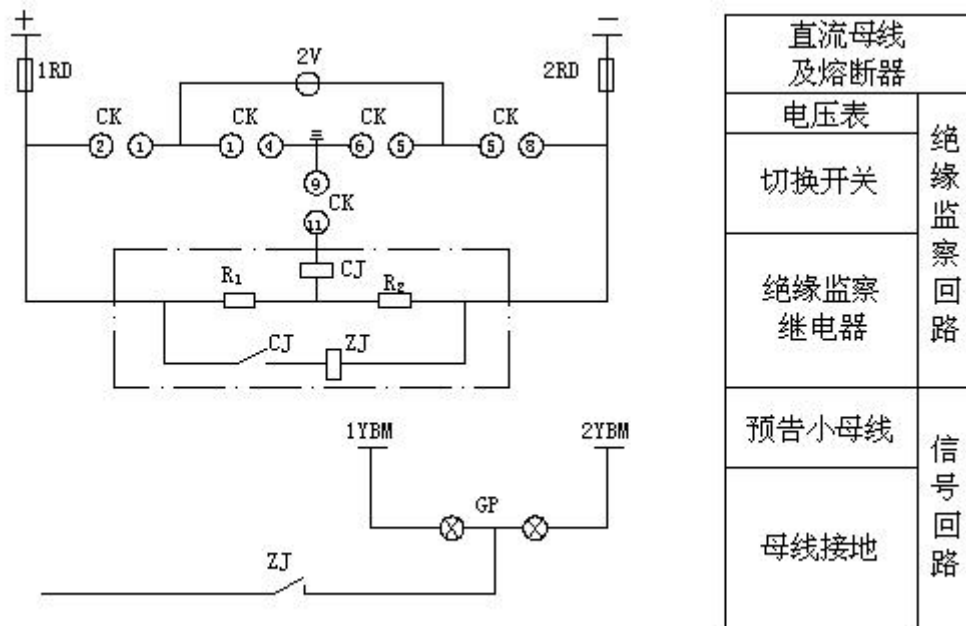 +
−
1RD
2V
2RD
CK
CK
CK
CK
2 1
1 4
6 5
5 8
9
CK
11
CJ
R₁
R₂
CJ
ZJ
1YBM
2YBM
GP
ZJ
直流母线
及熔断器
电压表
切换开关
绝缘监察
继电器
绝缘监察回路
预告小母线
母线接地
信号回路